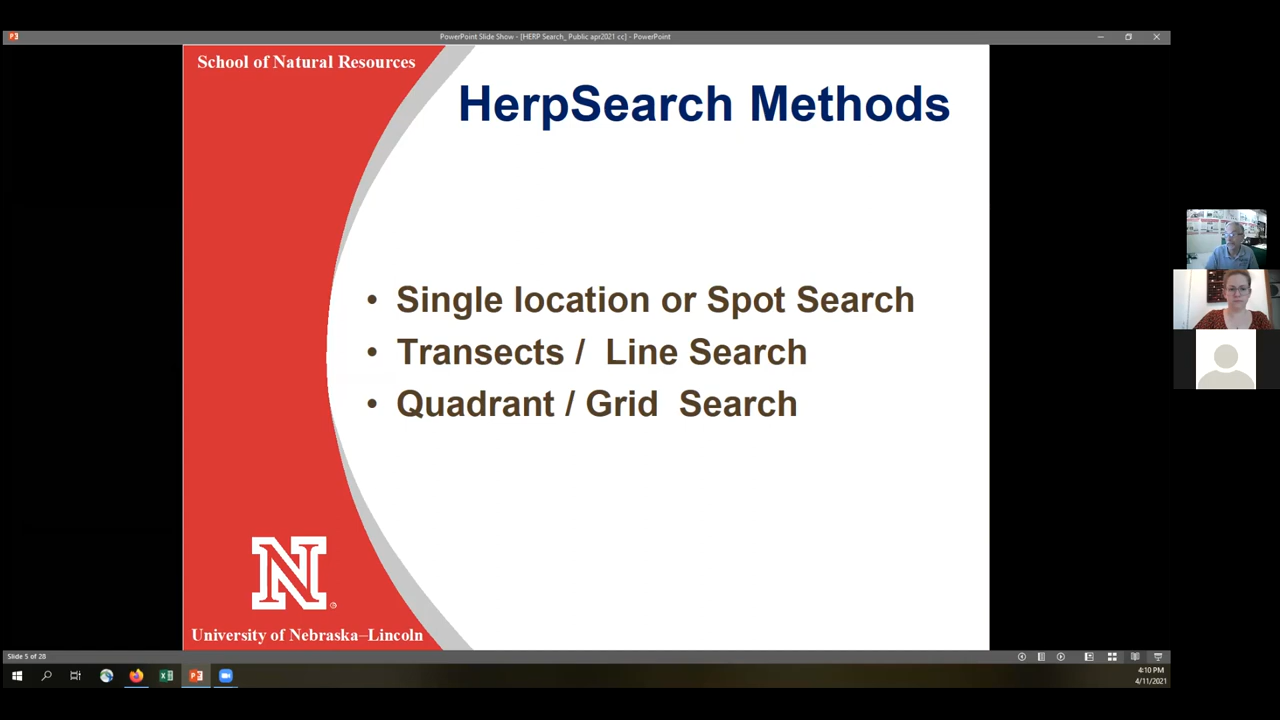 PowerPoint Slide Show - [HERP Search_ Public apr2021 cc] - PowerPoint
School of Natural Resources
HerpSearch Methods
• Single location or Spot Search
• Transects / Line Search
• Quadrant / Grid Search
N
University of Nebraska–Lincoln
Slide 5 of 28
4:10 PM
4/11/2021